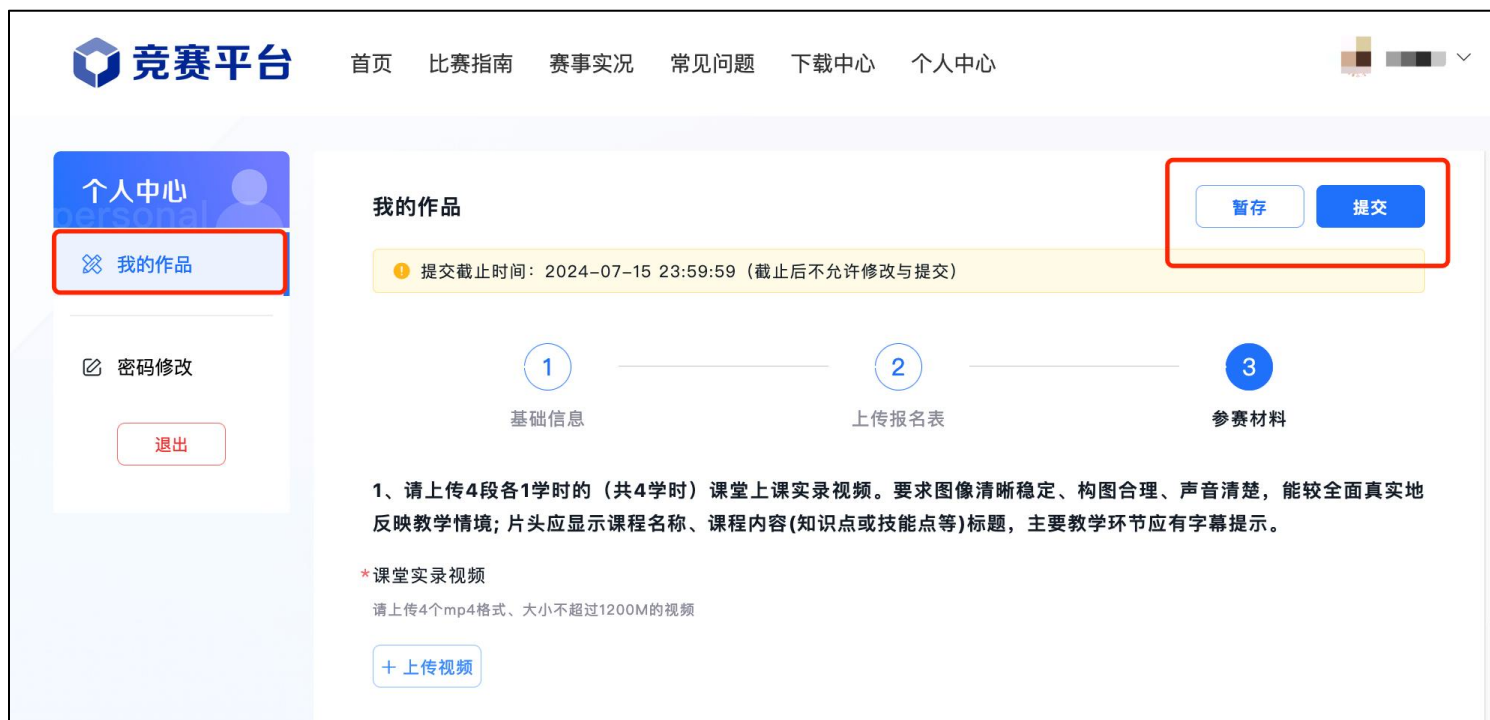 竞赛平台
首页 比赛指南 赛事实况 常见问题 下载中心 个人中心
个人中心
personal
我的作品
密码修改
退出
我的作品
暂存 提交
提交截止时间：2024-07-15 23:59:59（截止后不允许修改与提交）
1 2 3
基础信息 上传报名表 参赛材料
1、请上传4段各1学时的（共4学时）课堂上课实录视频。要求图像清晰稳定、构图合理、声音清楚，能较全面真实地
反映教学情境; 片头应显示课程名称、课程内容(知识点或技能点等)标题，主要教学环节应有字幕提示。
*课堂实录视频
请上传4个mp4格式、大小不超过1200M的视频
+ 上传视频